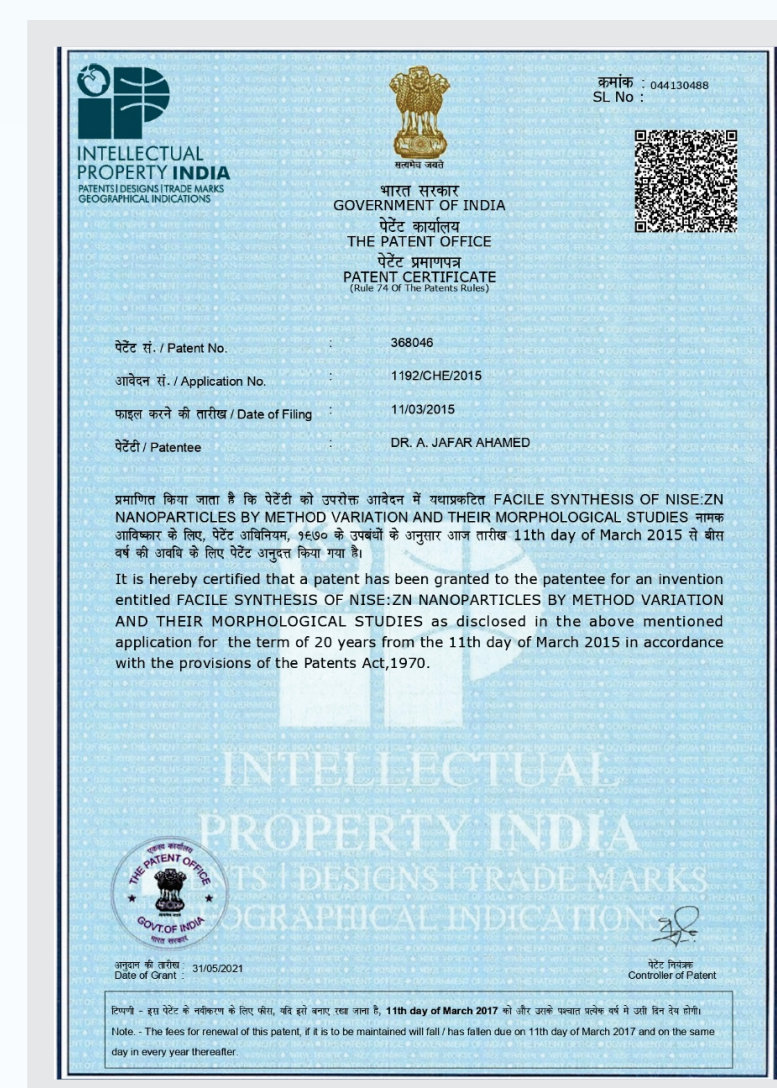 INTELLECTUAL
PROPERTY INDIA
PATENTS | DESIGNS | TRADE MARKS
GEOGRAPHICAL INDICATIONS
सत्यमेव जयते
क्रमांक : 044130488
SL No :
भारत सरकार
GOVERNMENT OF INDIA
पेटेंट कार्यालय
THE PATENT OFFICE
पेटेंट प्रमाणपत्र
PATENT CERTIFICATE
(Rule 74 Of The Patents Rules)
पेटेंट सं. / Patent No. : 368046
आवेदन सं. / Application No. : 1192/CHE/2015
फाइल करने की तारीख / Date of Filing : 11/03/2015
पेटेंटी / Patentee : DR. A. JAFAR AHAMED
प्रमाणित किया जाता है कि पेटेंटी को उपरोक्त आवेदन में यथाप्रकटित FACILE SYNTHESIS OF NISE:ZN
NANOPARTICLES BY METHOD VARIATION AND THEIR MORPHOLOGICAL STUDIES नामक
आविष्कार के लिए, पेटेंट अधिनियम, १९७० के उपबंधों के अनुसार आज तारीख 11th day of March 2015 से बीस
वर्ष की अवधि के लिए पेटेंट अनुदत्त किया गया है।
It is hereby certified that a patent has been granted to the patentee for an invention
entitled FACILE SYNTHESIS OF NISE:ZN NANOPARTICLES BY METHOD VARIATION
AND THEIR MORPHOLOGICAL STUDIES as disclosed in the above mentioned
application for the term of 20 years from the 11th day of March 2015 in accordance
with the provisions of the Patents Act,1970.
INTELLECTUAL
PROPERTY INDIA
TS | DESIGNS TRADE MARKS
OGRAPHICAL INDICATIONS
THE PATENT OFFICE
GOVT.OF INDIA
भारत सरकार
अनुदान की तारीख :
Date of Grant : 31/05/2021
पेटेंट नियंत्रक
Controller of Patent
टिप्पणी - इस पेटेंट के नवीकरण के लिए फीस, यदि इसे बनाए रखा जाना है, 11th day of March 2017 को और उसके पश्चात प्रत्येक वर्ष मे उसी दिन देय होगी।
Note. - The fees for renewal of this patent, if it is to be maintained will fall / has fallen due on 11th day of March 2017 and on the same
day in every year thereafter.